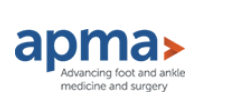 apma
Advancing foot and ankle
medicine and surgery